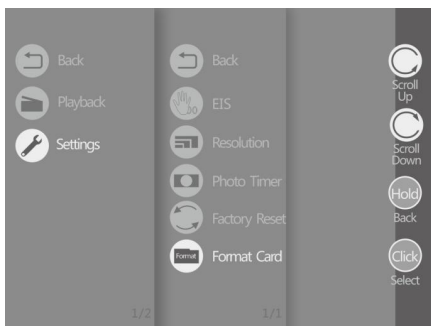 Back
Playback
Settings
1/2
Back
EIS
Resolution
Photo Timer
Factory Reset
Format
Format Card
1/1
Scroll
Up
Scroll
Down
Hold
Back
Click
Select